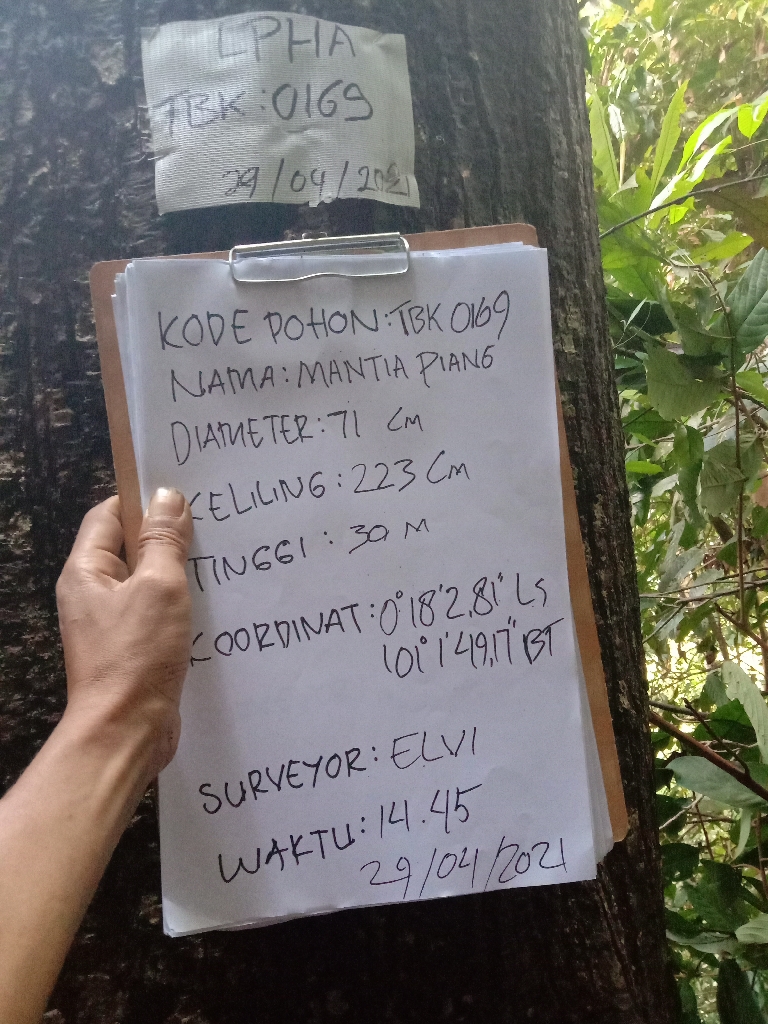 LPHA
TBK: 0169
29/04/2021
KODE POHON: TBK 0169
NAMA: MANTIA PIANG
DIAMETER: 71 Cm
KELILING: 223 Cm
TINGGI: 30 M
KOORDINAT: 0°18'2,81" LS
101° 1'49,17" BT
SURVEYOR: ELVI
WAKTU: 14.45
29/04/2021